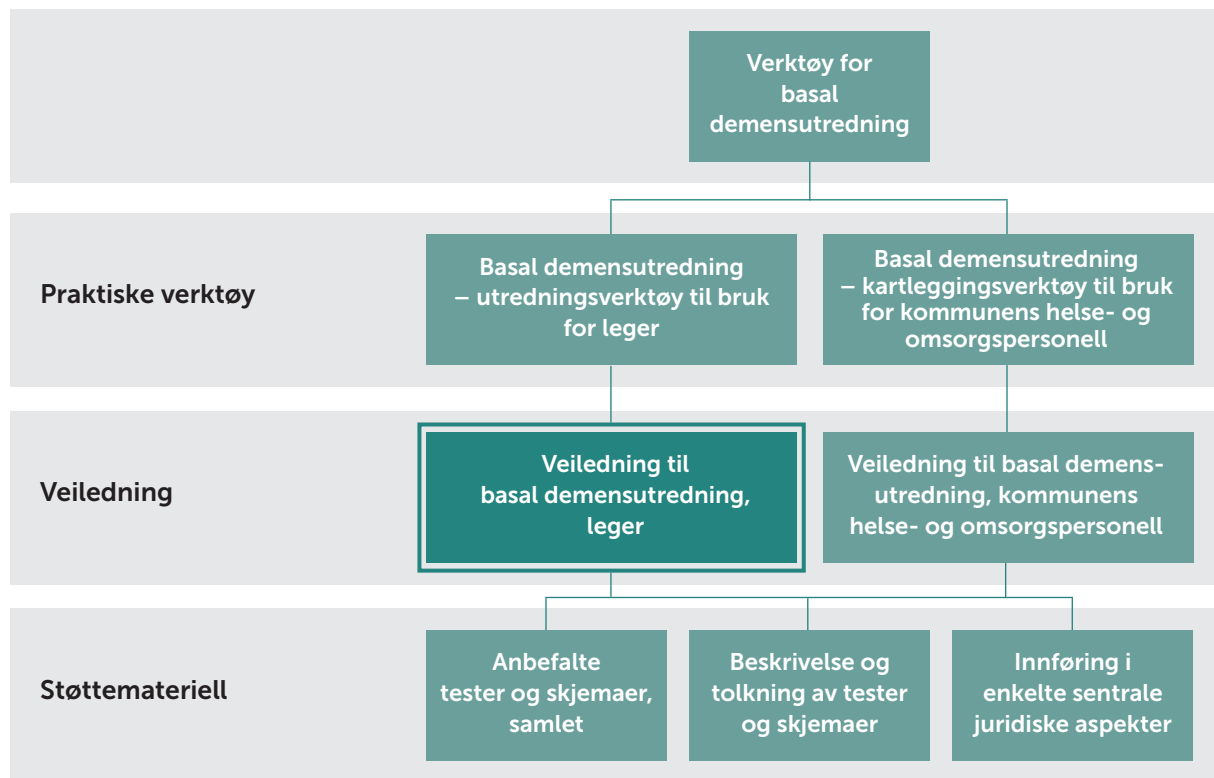 Verktøy for
basal
demensutredning
Praktiske verktøy
Basal demensutredning
– utredningsverktøy til bruk
for leger
Basal demensutredning
– kartleggingsverktøy til bruk
for kommunens helse- og
omsorgspersonell
Veiledning
Veiledning til
basal demensutredning,
leger
Veiledning til basal demens-
utredning, kommunens
helse- og omsorgspersonell
Støttemateriell
Anbefalte
tester og skjemaer,
samlet
Beskrivelse og
tolkning av tester
og skjemaer
Innføring i
enkelte sentrale
juridiske aspekter